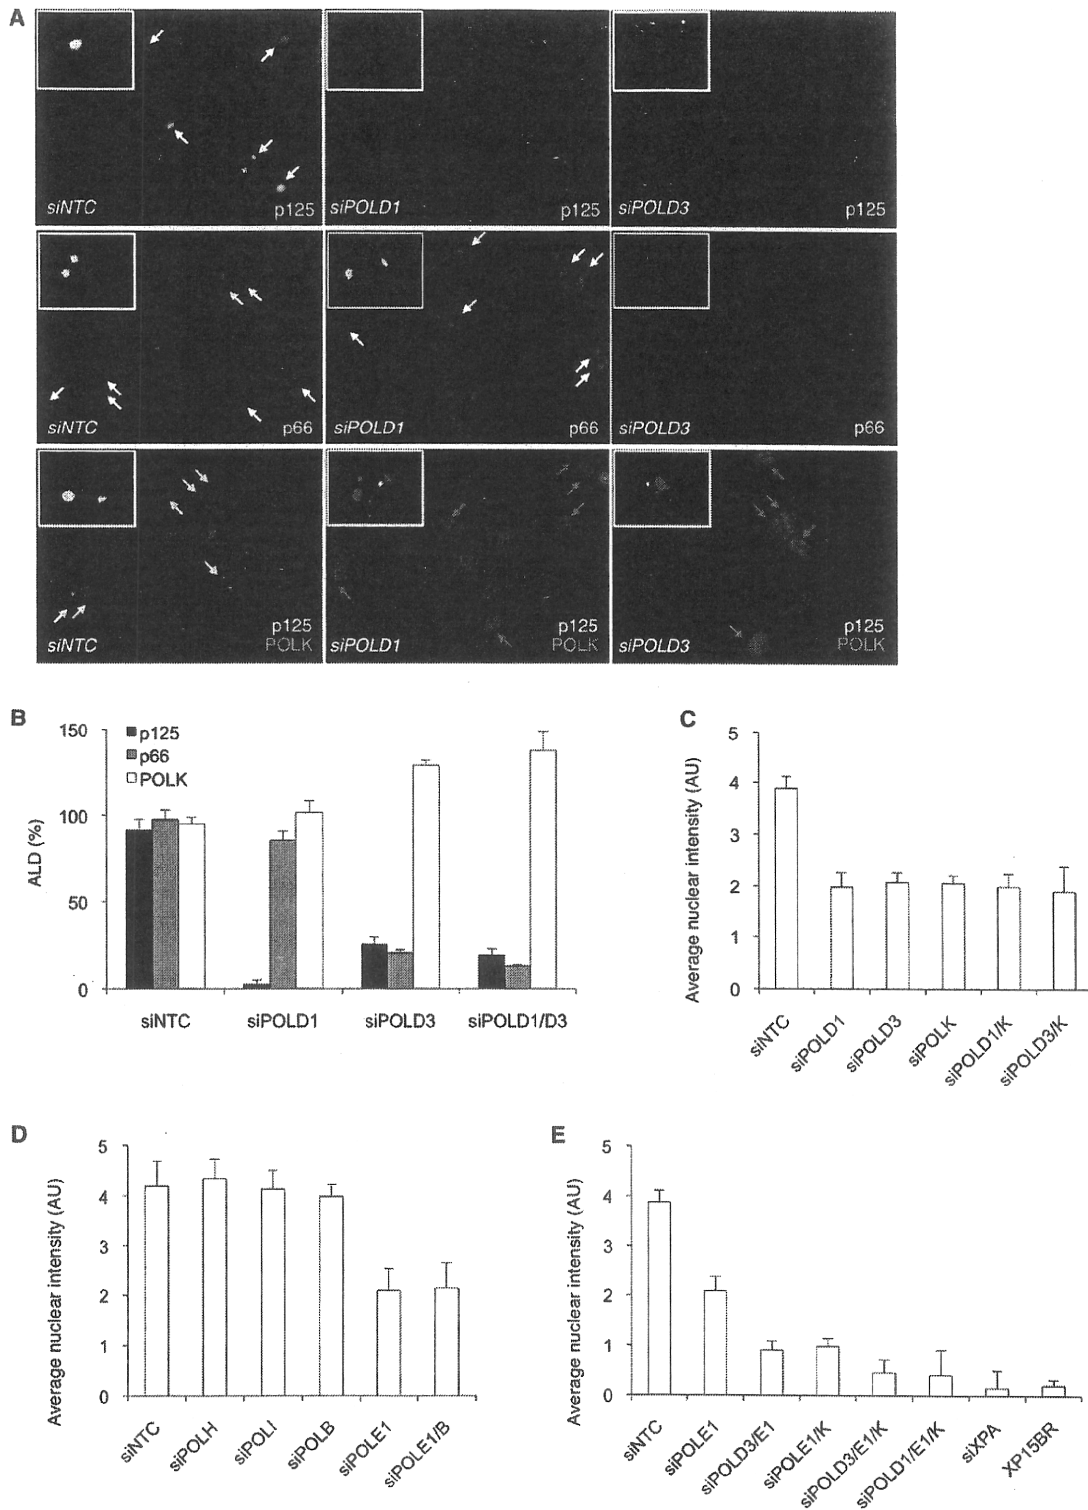 A
siNTC p125 siPOLD1 p125 siPOLD3 p125
siNTC p66 siPOLD1 p66 siPOLD3 p66
p125 p125 p125
siNTC POLK siPOLD1 POLK siPOLD3 POLK
B
150
100
50
0
ALD (%)
p125
p66
POLK
siNTC siPOLD1 siPOLD3 siPOLD1/D3
C
5
4
3
2
1
0
Average nuclear intensity (AU)
siNTC
siPOLD1
siPOLD3
siPOLK
siPOLD1/K
siPOLD3/K
D
5
4
3
2
1
0
Average nuclear intensity (AU)
siNTC
siPOLH
siPOLI
siPOLB
siPOLE1
siPOLE1/B
E
5
4
3
2
1
0
Average nuclear intensity (AU)
siNTC
siPOLE1
siPOLD3/E1
siPOLE1/K
siPOLD3/E1/K
siPOLD1/E1/K
siXPA
XP15BR